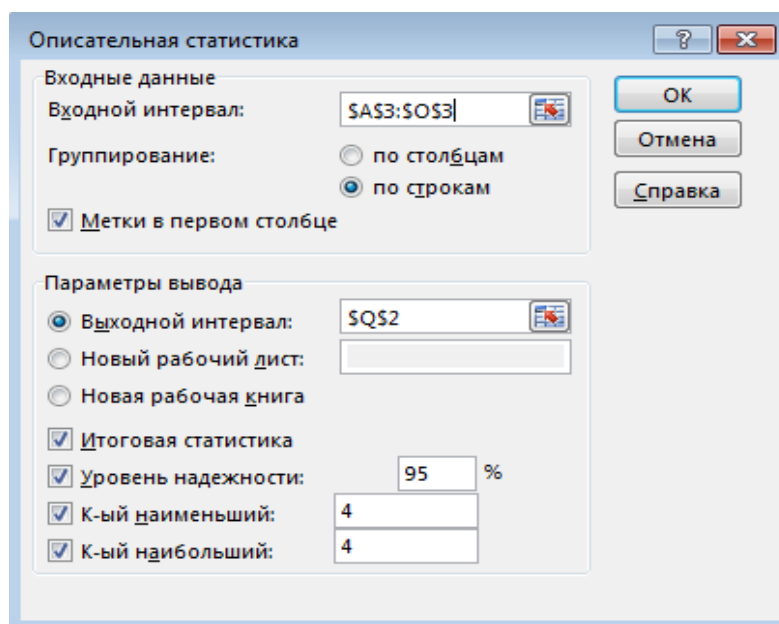 Описательная статистика
?
Входные данные
Входной интервал: $A$3:$O$3
Группирование: по столбцам
по строкам
Метки в первом столбце
OK
Отмена
Справка
Параметры вывода
Выходной интервал: $Q$2
Новый рабочий лист:
Новая рабочая книга
Итоговая статистика
Уровень надежности: 95 %
К-ый наименьший: 4
К-ый наибольший: 4